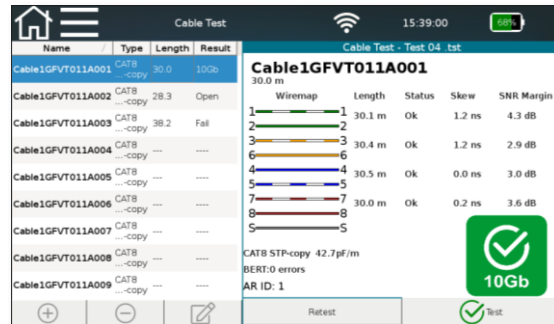 Cable Test 15:39:00 68%
Name / Type Length Result
Cable1GFVT011A001 CAT8 ...-copy 30.0 10Gb
Cable1GFVT011A002 CAT8 ...-copy 28.3 Open
Cable1GFVT011A003 CAT8 ...-copy 38.2 Fail
Cable1GFVT011A004 CAT8 ...-copy --- ----
Cable1GFVT011A005 CAT8 ...-copy --- ----
Cable1GFVT011A006 CAT8 ...-copy --- ----
Cable1GFVT011A007 CAT8 ...-copy --- ----
Cable1GFVT011A008 CAT8 ...-copy --- ----
Cable1GFVT011A009 CAT8 ...-copy --- ----
Cable Test - Test 04 .tst
Cable1GFVT011A001
30.0 m
Wiremap Length Status Skew SNR Margin
1 1 30.1 m Ok 1.2 ns 4.3 dB
2 2
3 3 30.4 m Ok 1.2 ns 2.9 dB
6 6
4 4 30.5 m Ok 0.0 ns 3.0 dB
5 5
7 7 30.0 m Ok 0.2 ns 3.6 dB
8 8
S S
CAT8 STP-copy 42.7pF/m
BERT:0 errors
AR ID: 1
10Gb
Retest Test